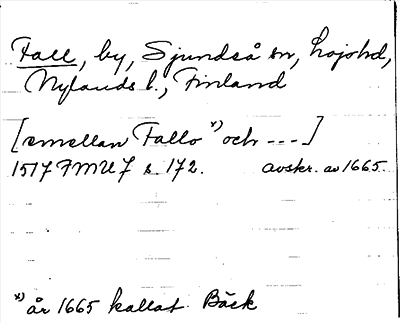 Fall, by, Sjundså sn, Lojohd,
Nylands l., Finland
[emellan Fallo x) och ---]
1517 FMU 7 s. 172. avskr. av 1665.
x) år 1665 kallat Bäck